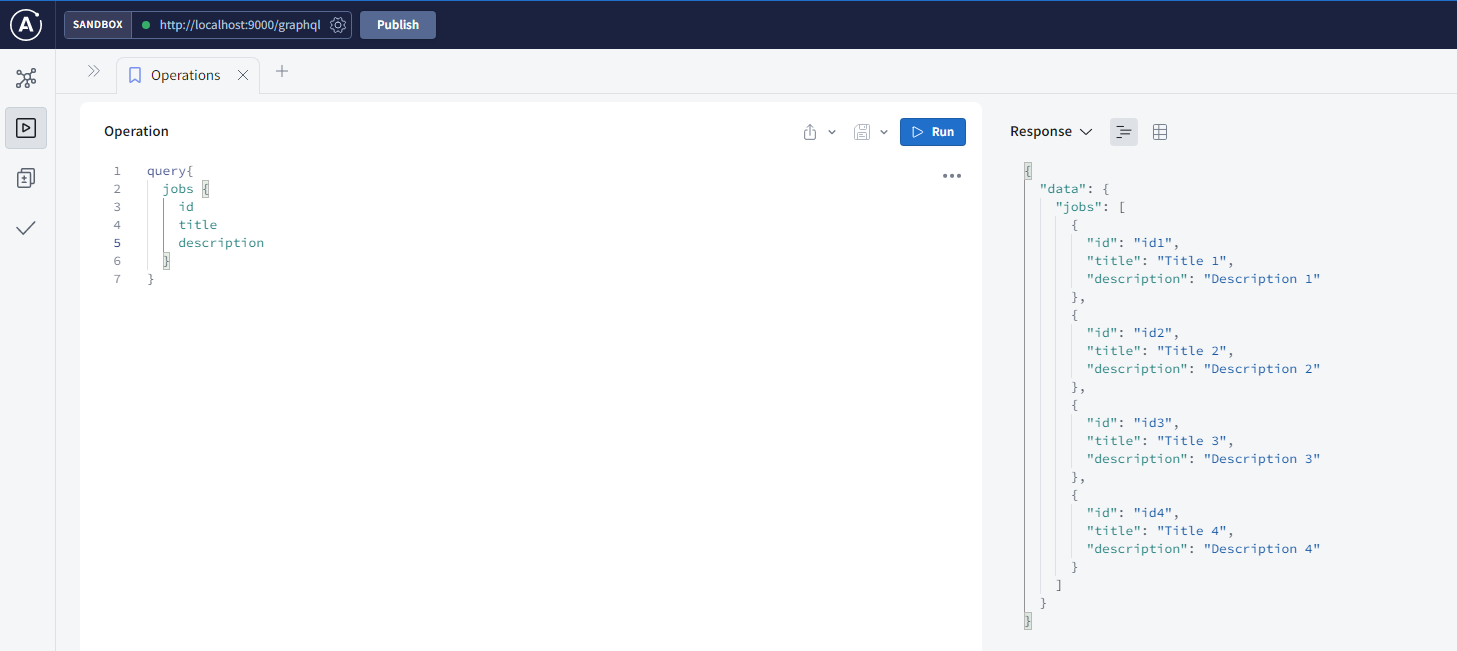 SANDBOX http://localhost:9000/graphql Publish
Operations
Operation Run
1 query{
2 jobs {
3 id
4 title
5 description
6 }
7 }
Response
{
"data": {
"jobs": [
{
"id": "id1",
"title": "Title 1",
"description": "Description 1"
},
{
"id": "id2",
"title": "Title 2",
"description": "Description 2"
},
{
"id": "id3",
"title": "Title 3",
"description": "Description 3"
},
{
"id": "id4",
"title": "Title 4",
"description": "Description 4"
}
]
}
}